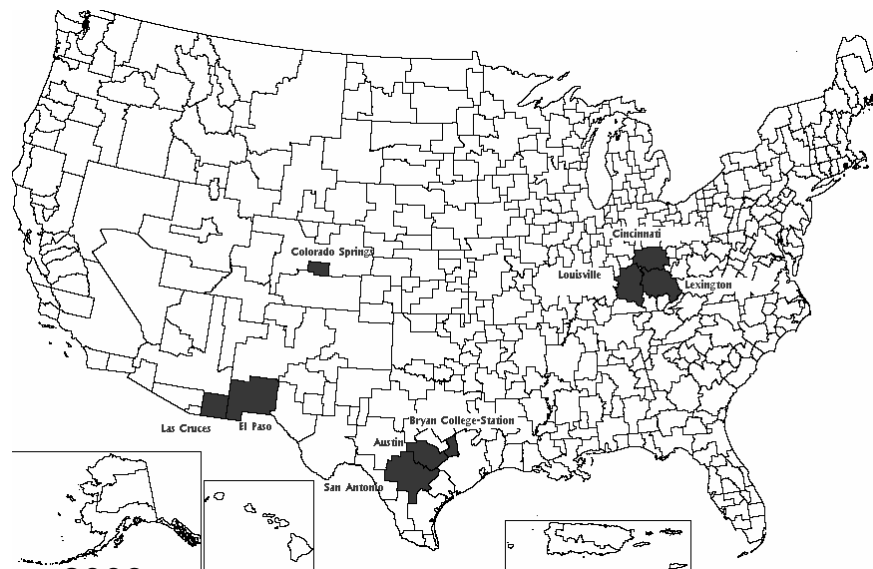 Cincinnati
Colorado Springs
Louisville
Lexington
Bryan College-Station
Las Cruces
El Paso
Austin
San Antonio